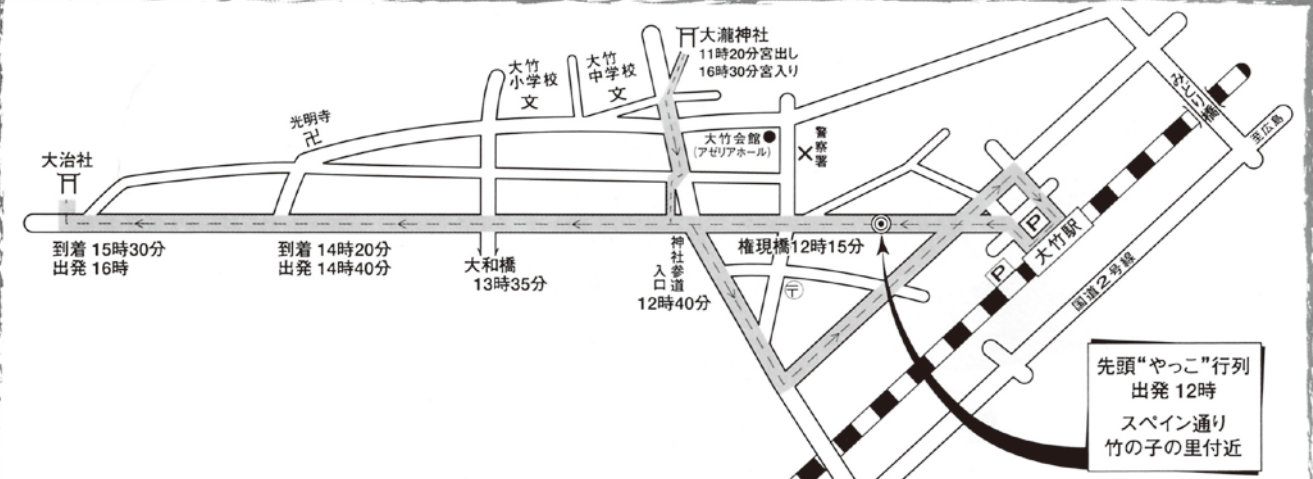 大瀧神社
11時20分宮出し
16時30分宮入り
大竹
小学校
文
大竹
中学校
文
光明寺
卍
大竹会館
(アゼリアホール)
警察署
みどり橋
至広島
大治社
P
大竹駅
P
国道2号線
到着 15時30分
出発 16時
到着 14時20分
出発 14時40分
大和橋
13時35分
神社参道
入口
12時40分
権現橋12時15分
〒
先頭“やっこ”行列
出発 12時
スペイン通り
竹の子の里付近